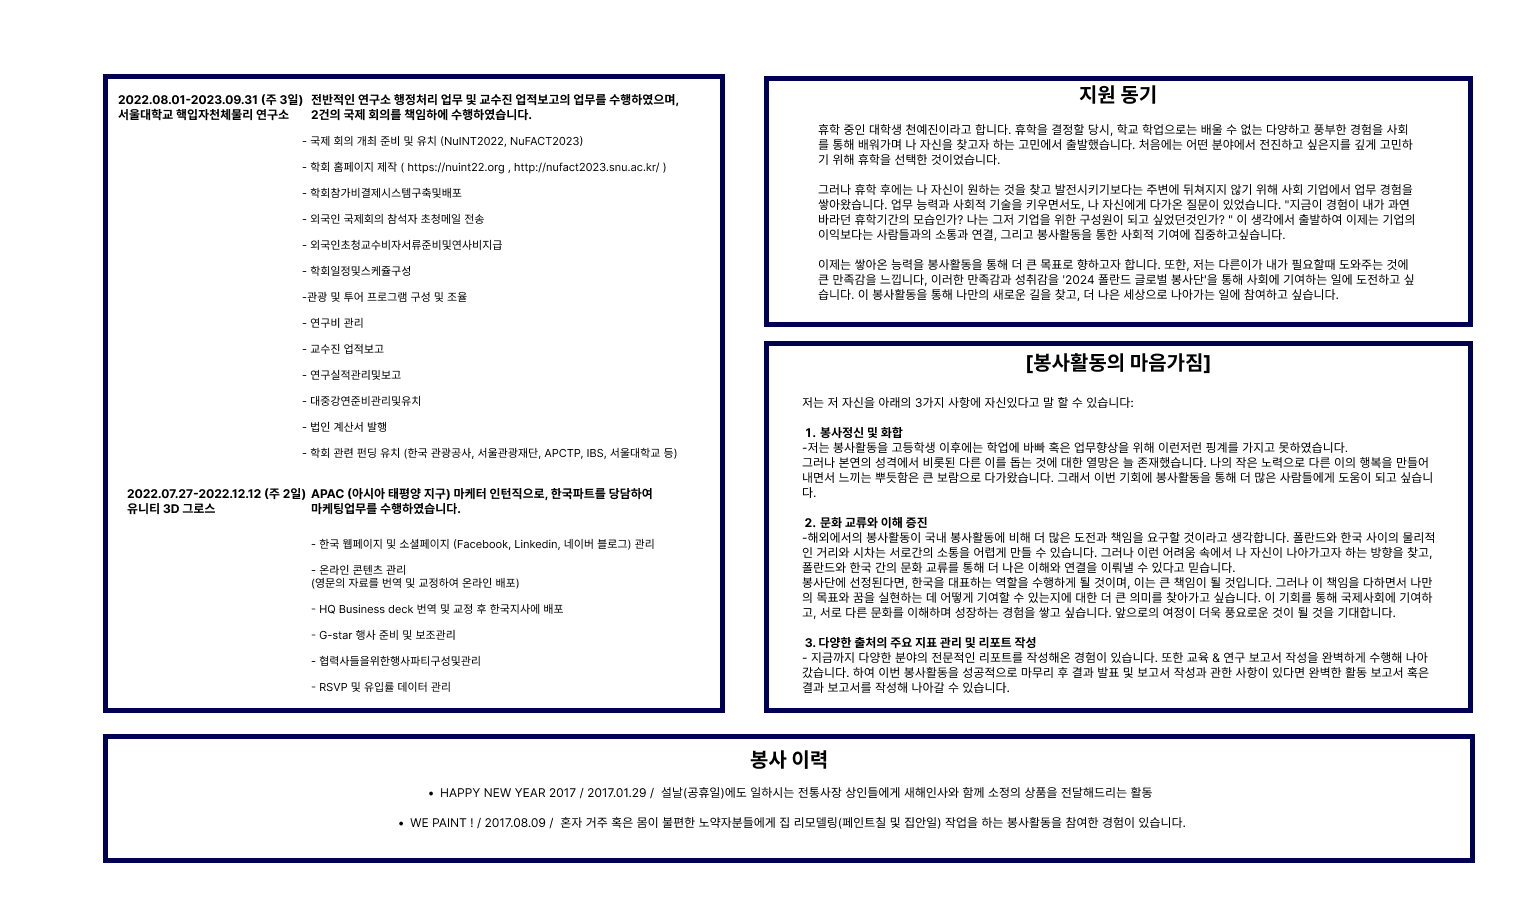 2022.08.01-2023.09.31 (주 3일) 전반적인 연구소 행정처리 업무 및 교수진 업적보고의 업무를 수행하였으며,
서울대학교 핵입자천체물리 연구소 2건의 국제 회의를 책임하에 수행하였습니다.
- 국제 회의 개최 준비 및 유치 (NuINT2022, NuFACT2023)
- 학회 홈페이지 제작 ( https://nuint22.org , http://nufact2023.snu.ac.kr/ )
- 학회참가비결제시스템구축및배포
- 외국인 국제회의 참석자 초청메일 전송
- 외국인초청교수비자서류준비및연사비지급
- 학회일정및스케쥴구성
-관광 및 투어 프로그램 구성 및 조율
- 연구비 관리
- 교수진 업적보고
- 연구실적관리및보고
- 대중강연준비관리및유치
- 법인 계산서 발행
- 학회 관련 펀딩 유치 (한국 관광공사, 서울관광재단, APCTP, IBS, 서울대학교 등)
2022.07.27-2022.12.12 (주 2일) APAC (아시아 태평양 지구) 마케터 인턴직으로, 한국파트를 담당하여
유니티 3D 그로스 마케팅업무를 수행하였습니다.
- 한국 웹페이지 및 소셜페이지 (Facebook, Linkedin, 네이버 블로그) 관리
- 온라인 콘텐츠 관리
(영문의 자료를 번역 및 교정하여 온라인 배포)
- HQ Business deck 번역 및 교정 후 한국지사에 배포
- G-star 행사 준비 및 보조관리
- 협력사들을위한행사파티구성및관리
- RSVP 및 유입률 데이터 관리
지원 동기
휴학 중인 대학생 천예진이라고 합니다. 휴학을 결정할 당시, 학교 학업으로는 배울 수 없는 다양하고 풍부한 경험을 사회
를 통해 배워가며 나 자신을 찾고자 하는 고민에서 출발했습니다. 처음에는 어떤 분야에서 전진하고 싶은지를 깊게 고민하
기 위해 휴학을 선택한 것이었습니다.
그러나 휴학 후에는 나 자신이 원하는 것을 찾고 발전시키기보다는 주변에 뒤쳐지지 않기 위해 사회 기업에서 업무 경험을
쌓아왔습니다. 업무 능력과 사회적 기술을 키우면서도, 나 자신에게 다가온 질문이 있었습니다. "지금이 경험이 내가 과연
바라던 휴학기간의 모습인가? 나는 그저 기업을 위한 구성원이 되고 싶었던것인가? " 이 생각에서 출발하여 이제는 기업의
이익보다는 사람들과의 소통과 연결, 그리고 봉사활동을 통한 사회적 기여에 집중하고싶습니다.
이제는 쌓아온 능력을 봉사활동을 통해 더 큰 목표로 향하고자 합니다. 또한, 저는 다른이가 내가 필요할때 도와주는 것에
큰 만족감을 느낍니다, 이러한 만족감과 성취감을 '2024 폴란드 글로벌 봉사단'을 통해 사회에 기여하는 일에 도전하고 싶
습니다. 이 봉사활동을 통해 나만의 새로운 길을 찾고, 더 나은 세상으로 나아가는 일에 참여하고 싶습니다.
[봉사활동의 마음가짐]
저는 저 자신을 아래의 3가지 사항에 자신있다고 말 할 수 있습니다:
1. 봉사정신 및 화합
-저는 봉사활동을 고등학생 이후에는 학업에 바빠 혹은 업무향상을 위해 이런저런 핑계를 가지고 못하였습니다.
그러나 본연의 성격에서 비롯된 다른 이를 돕는 것에 대한 열망은 늘 존재했습니다. 나의 작은 노력으로 다른 이의 행복을 만들어
내면서 느끼는 뿌듯함은 큰 보람으로 다가왔습니다. 그래서 이번 기회에 봉사활동을 통해 더 많은 사람들에게 도움이 되고 싶습니
다.
2. 문화 교류와 이해 증진
-해외에서의 봉사활동이 국내 봉사활동에 비해 더 많은 도전과 책임을 요구할 것이라고 생각합니다. 폴란드와 한국 사이의 물리적
인 거리와 시차는 서로간의 소통을 어렵게 만들 수 있습니다. 그러나 이런 어려움 속에서 나 자신이 나아가고자 하는 방향을 찾고,
폴란드와 한국 간의 문화 교류를 통해 더 나은 이해와 연결을 이뤄낼 수 있다고 믿습니다.
봉사단에 선정된다면, 한국을 대표하는 역할을 수행하게 될 것이며, 이는 큰 책임이 될 것입니다. 그러나 이 책임을 다하면서 나만
의 목표와 꿈을 실현하는 데 어떻게 기여할 수 있는지에 대한 더 큰 의미를 찾아가고 싶습니다. 이 기회를 통해 국제사회에 기여하
고, 서로 다른 문화를 이해하며 성장하는 경험을 쌓고 싶습니다. 앞으로의 여정이 더욱 풍요로운 것이 될 것을 기대합니다.
3. 다양한 출처의 주요 지표 관리 및 리포트 작성
- 지금까지 다양한 분야의 전문적인 리포트를 작성해온 경험이 있습니다. 또한 교육 & 연구 보고서 작성을 완벽하게 수행해 나아
갔습니다. 하여 이번 봉사활동을 성공적으로 마무리 후 결과 발표 및 보고서 작성과 관한 사항이 있다면 완벽한 활동 보고서 혹은
결과 보고서를 작성해 나아갈 수 있습니다.
봉사 이력
• HAPPY NEW YEAR 2017 / 2017.01.29 / 설날(공휴일)에도 일하시는 전통사장 상인들에게 새해인사와 함께 소정의 상품을 전달해드리는 활동
• WE PAINT ! / 2017.08.09 / 혼자 거주 혹은 몸이 불편한 노약자분들에게 집 리모델링(페인트칠 및 집안일) 작업을 하는 봉사활동을 참여한 경험이 있습니다.